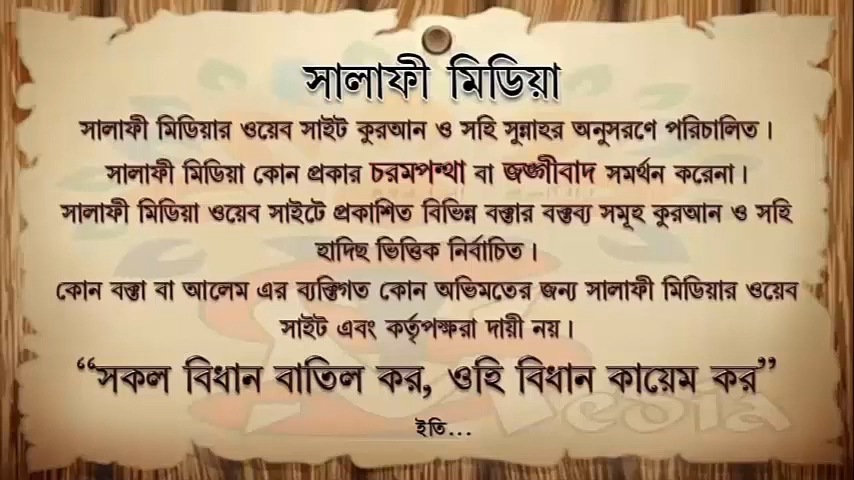 সালাফী মিডিয়া
সালাফী মিডিয়ার ওয়েব সাইট কুরআন ও সহি সুন্নাহর অনুসরণে পরিচালিত।
সালাফী মিডিয়া কোন প্রকার চরমপন্থা বা জঙ্গীবাদ সমর্থন করেনা।
সালাফী মিডিয়া ওয়েব সাইটে প্রকাশিত বিভিন্ন বক্তার বক্তব্য সমূহ কুরআন ও সহি
হাদিছ ভিত্তিক নির্বাচিত।
কোন বক্তা বা আলেম এর ব্যক্তিগত কোন অভিমতের জন্য সালাফী মিডিয়ার ওয়েব
সাইট এবং কর্তৃপক্ষরা দায়ী নয়।
“সকল বিধান বাতিল কর, ওহি বিধান কায়েম কর”
ইতি...